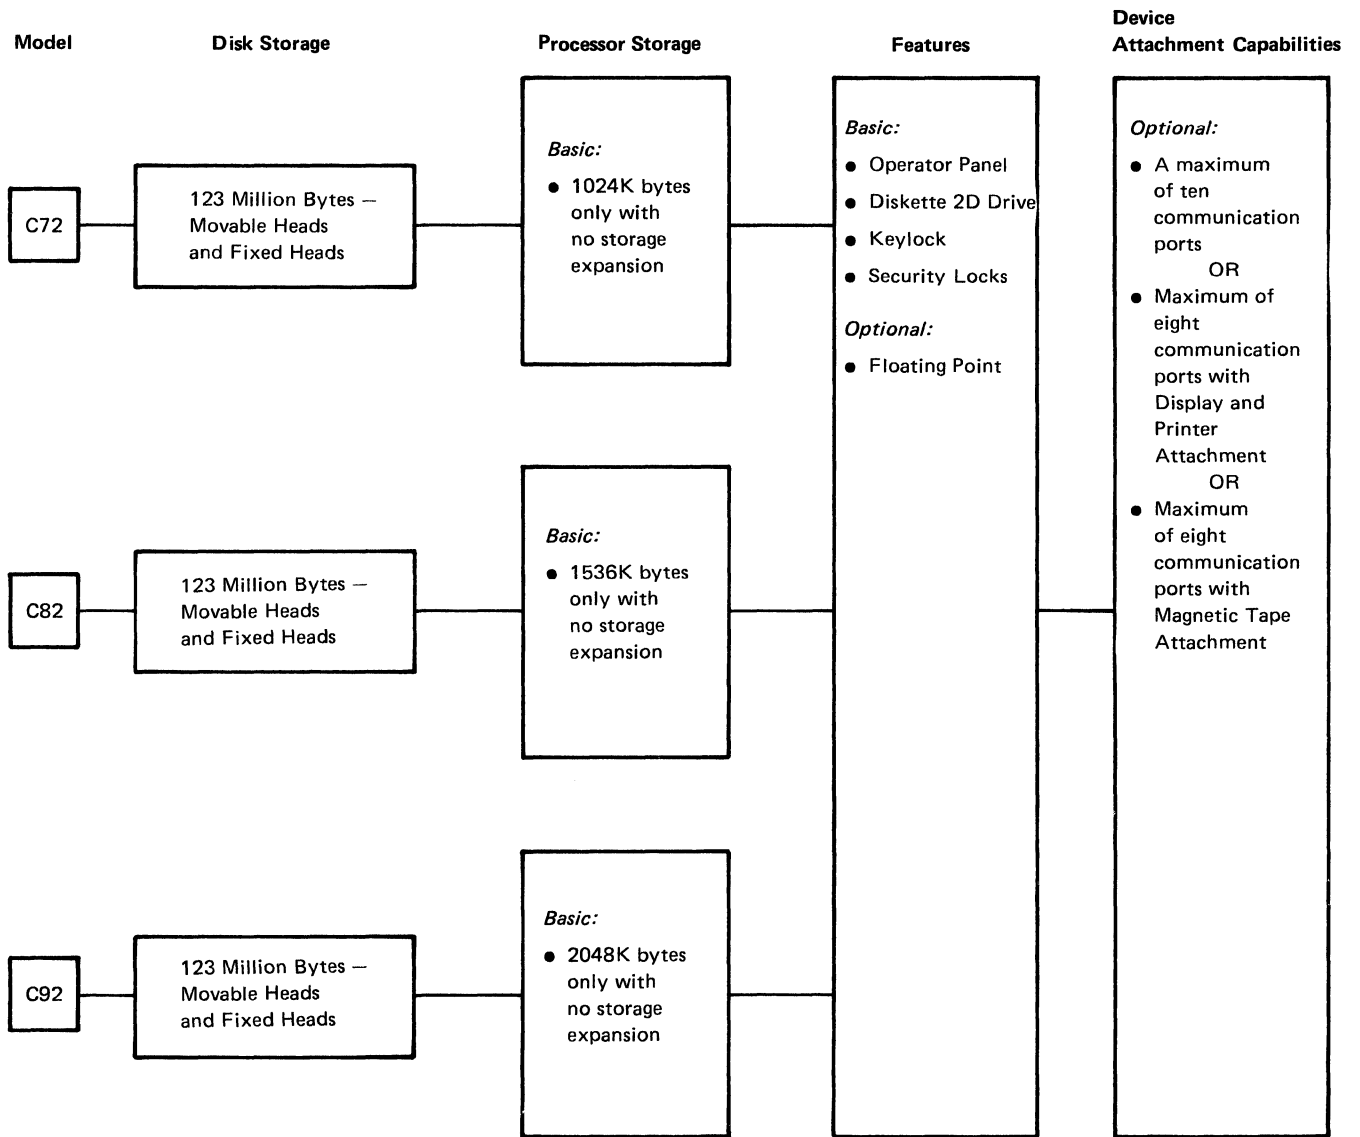 Model
Disk Storage
Processor Storage
Features
Device
Attachment Capabilities
C72
123 Million Bytes —
Movable Heads
and Fixed Heads
Basic:
● 1024K bytes
only with
no storage
expansion
C82
123 Million Bytes —
Movable Heads
and Fixed Heads
Basic:
● 1536K bytes
only with
no storage
expansion
C92
123 Million Bytes —
Movable Heads
and Fixed Heads
Basic:
● 2048K bytes
only with
no storage
expansion
Basic:
● Operator Panel
● Diskette 2D Drive
● Keylock
● Security Locks
Optional:
● Floating Point
Optional:
● A maximum
of ten
communication
ports
OR
● Maximum of
eight
communication
ports with
Display and
Printer
Attachment
OR
● Maximum
of eight
communication
ports with
Magnetic Tape
Attachment